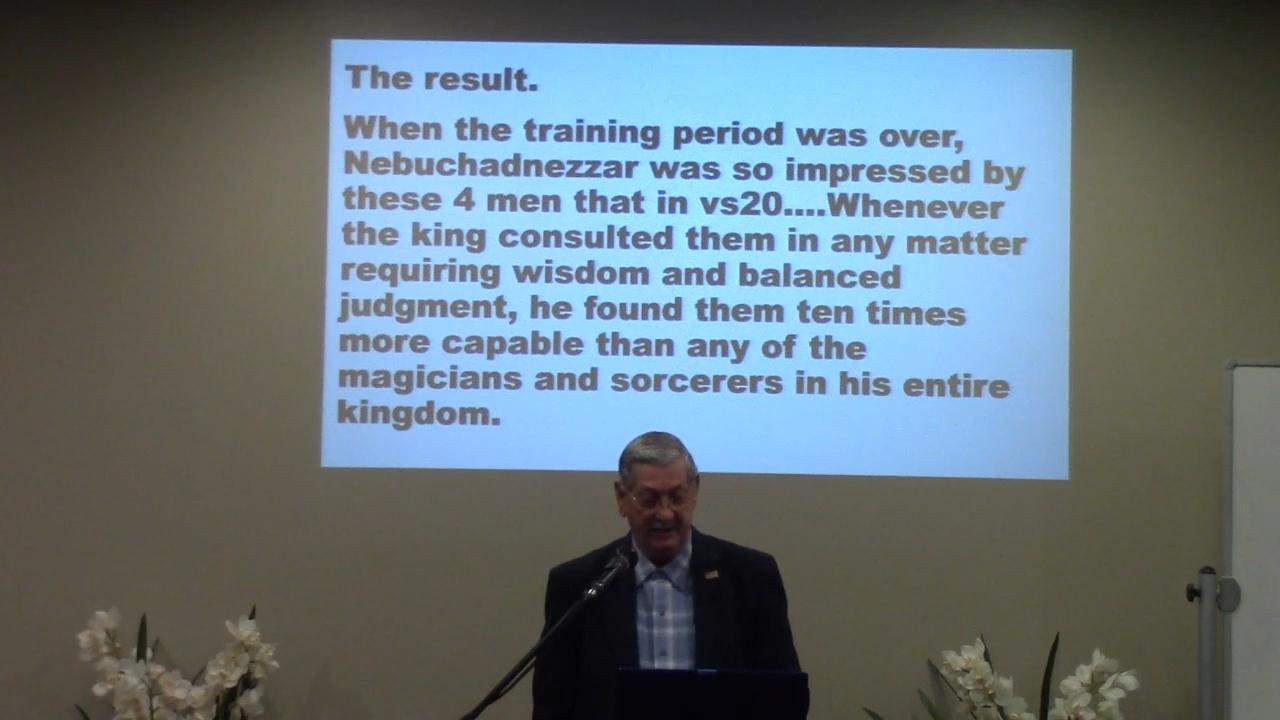 The result.
When the training period was over,
Nebuchadnezzar was so impressed by
these 4 men that in vs20....Whenever
the king consulted them in any matter
requiring wisdom and balanced
judgment, he found them ten times
more capable than any of the
magicians and sorcerers in his entire
kingdom.